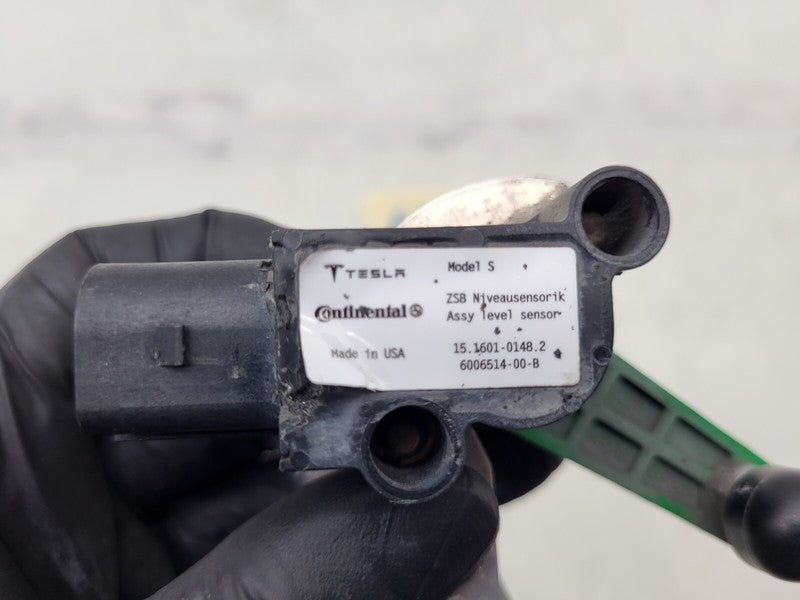 TESLA Model S
Continental ZSB Niveausensorik
Assy level sensor
Made in USA 15.1601-0148.2
6006514-00-B